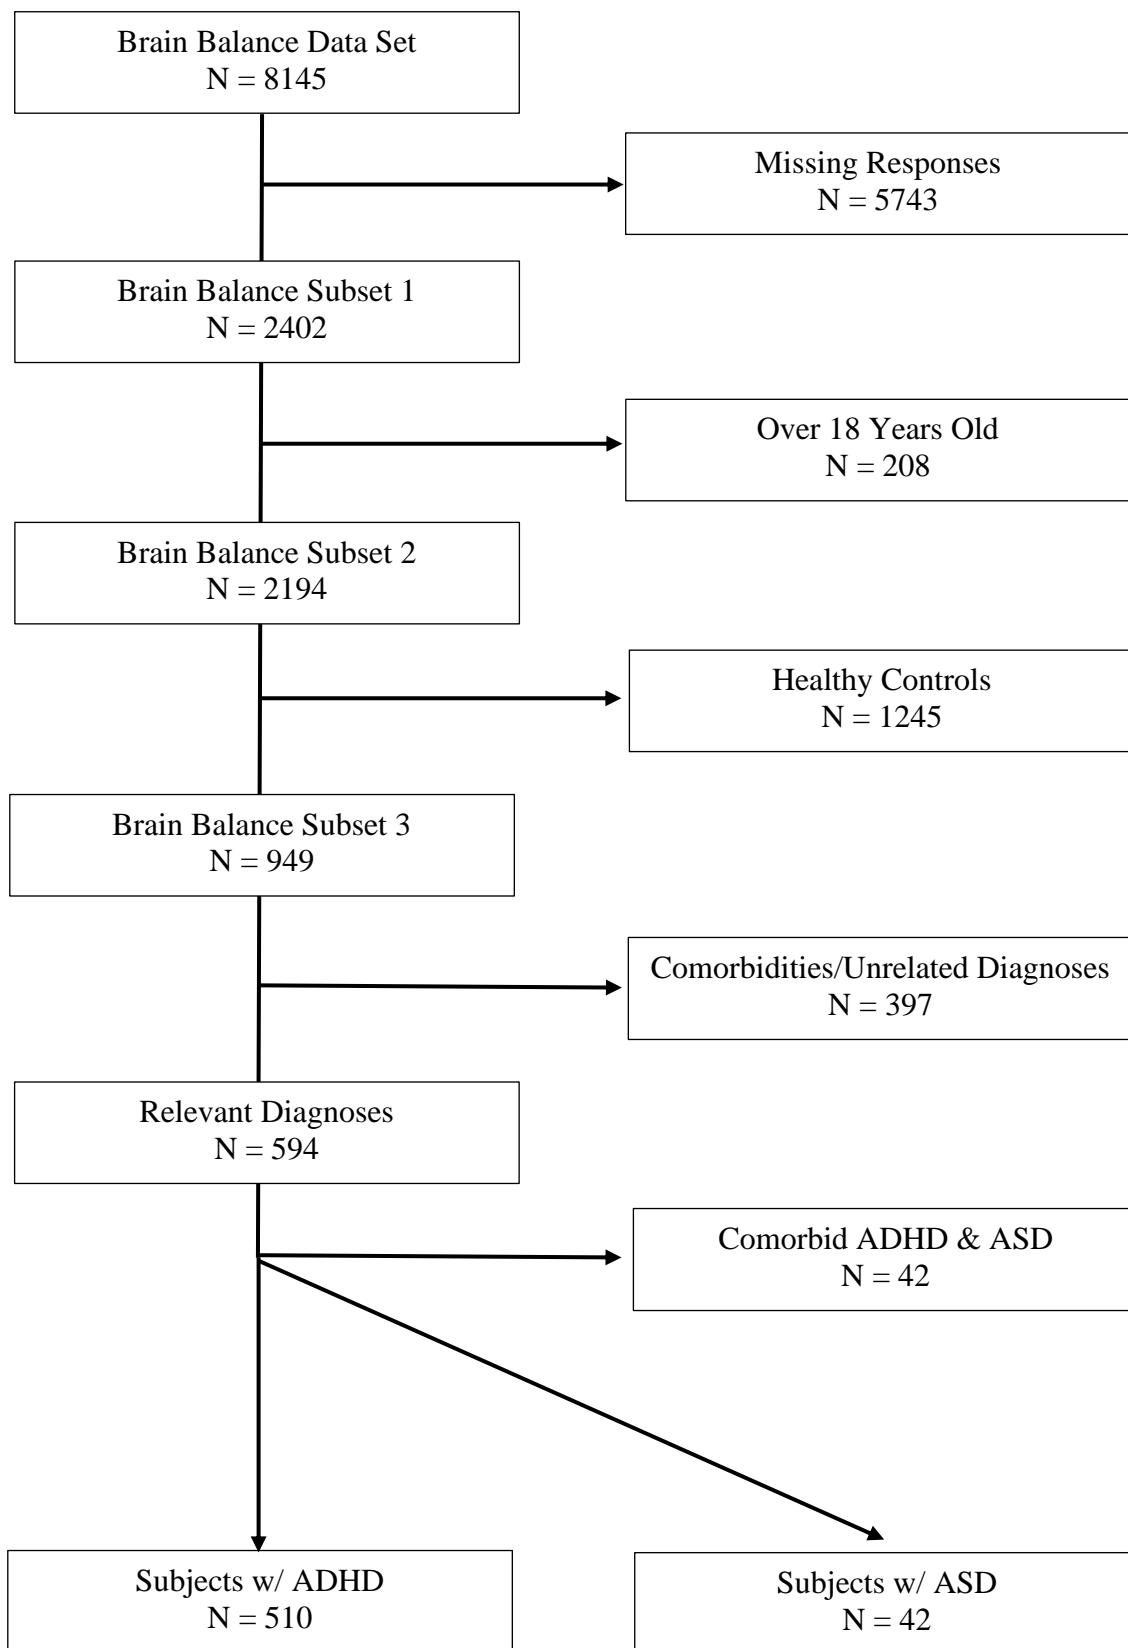 Brain Balance Data Set
N = 8145
Missing Responses
N = 5743
Brain Balance Subset 1
N = 2402
Over 18 Years Old
N = 208
Brain Balance Subset 2
N = 2194
Healthy Controls
N = 1245
Brain Balance Subset 3
N = 949
Comorbidities/Unrelated Diagnoses
N = 397
Relevant Diagnoses
N = 594
Comorbid ADHD & ASD
N = 42
Subjects w/ ADHD
N = 510
Subjects w/ ASD
N = 42